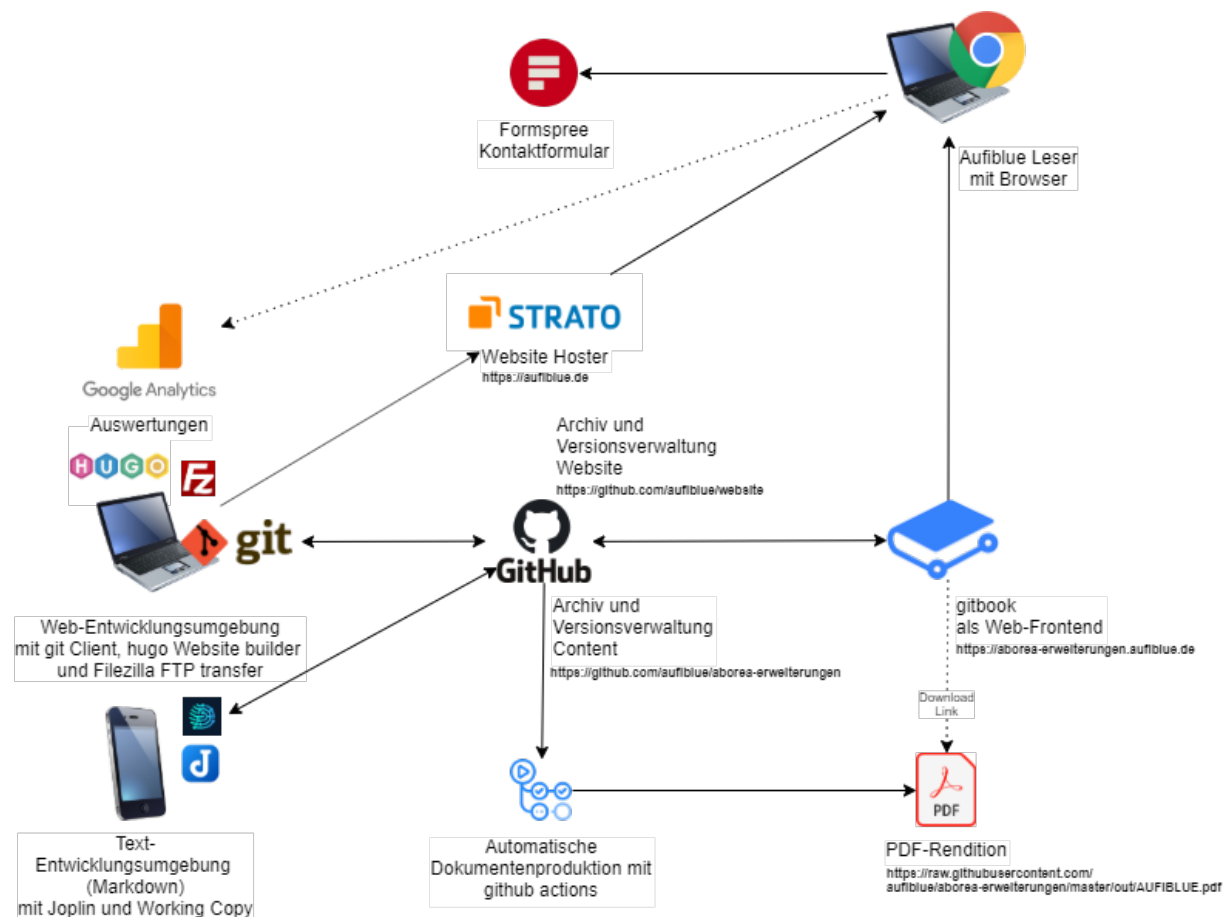 Formspree
Kontaktformular
Aufiblue Leser
mit Browser
STRATO
Website Hoster
https://aufiblue.de
Google Analytics
Auswertungen
HUGO
Fz
git
Web-Entwicklungsumgebung
mit git Client, hugo Website builder
und Filezilla FTP transfer
Archiv und
Versionsverwaltung
Website
https://github.com/aufiblue/website
GitHub
Archiv und
Versionsverwaltung
Content
https://github.com/aufiblue/aborea-erweiterungen
gitbook
als Web-Frontend
https://aborea-erweiterungen.aufiblue.de
Download
Link
J
Text-
Entwicklungsumgebung
(Markdown)
mit Joplin und Working Copy
Automatische
Dokumentenproduktion mit
github actions
PDF
PDF-Rendition
https://raw.githubusercontent.com/
aufiblue/aborea-erweiterungen/master/out/AUFIBLUE.pdf